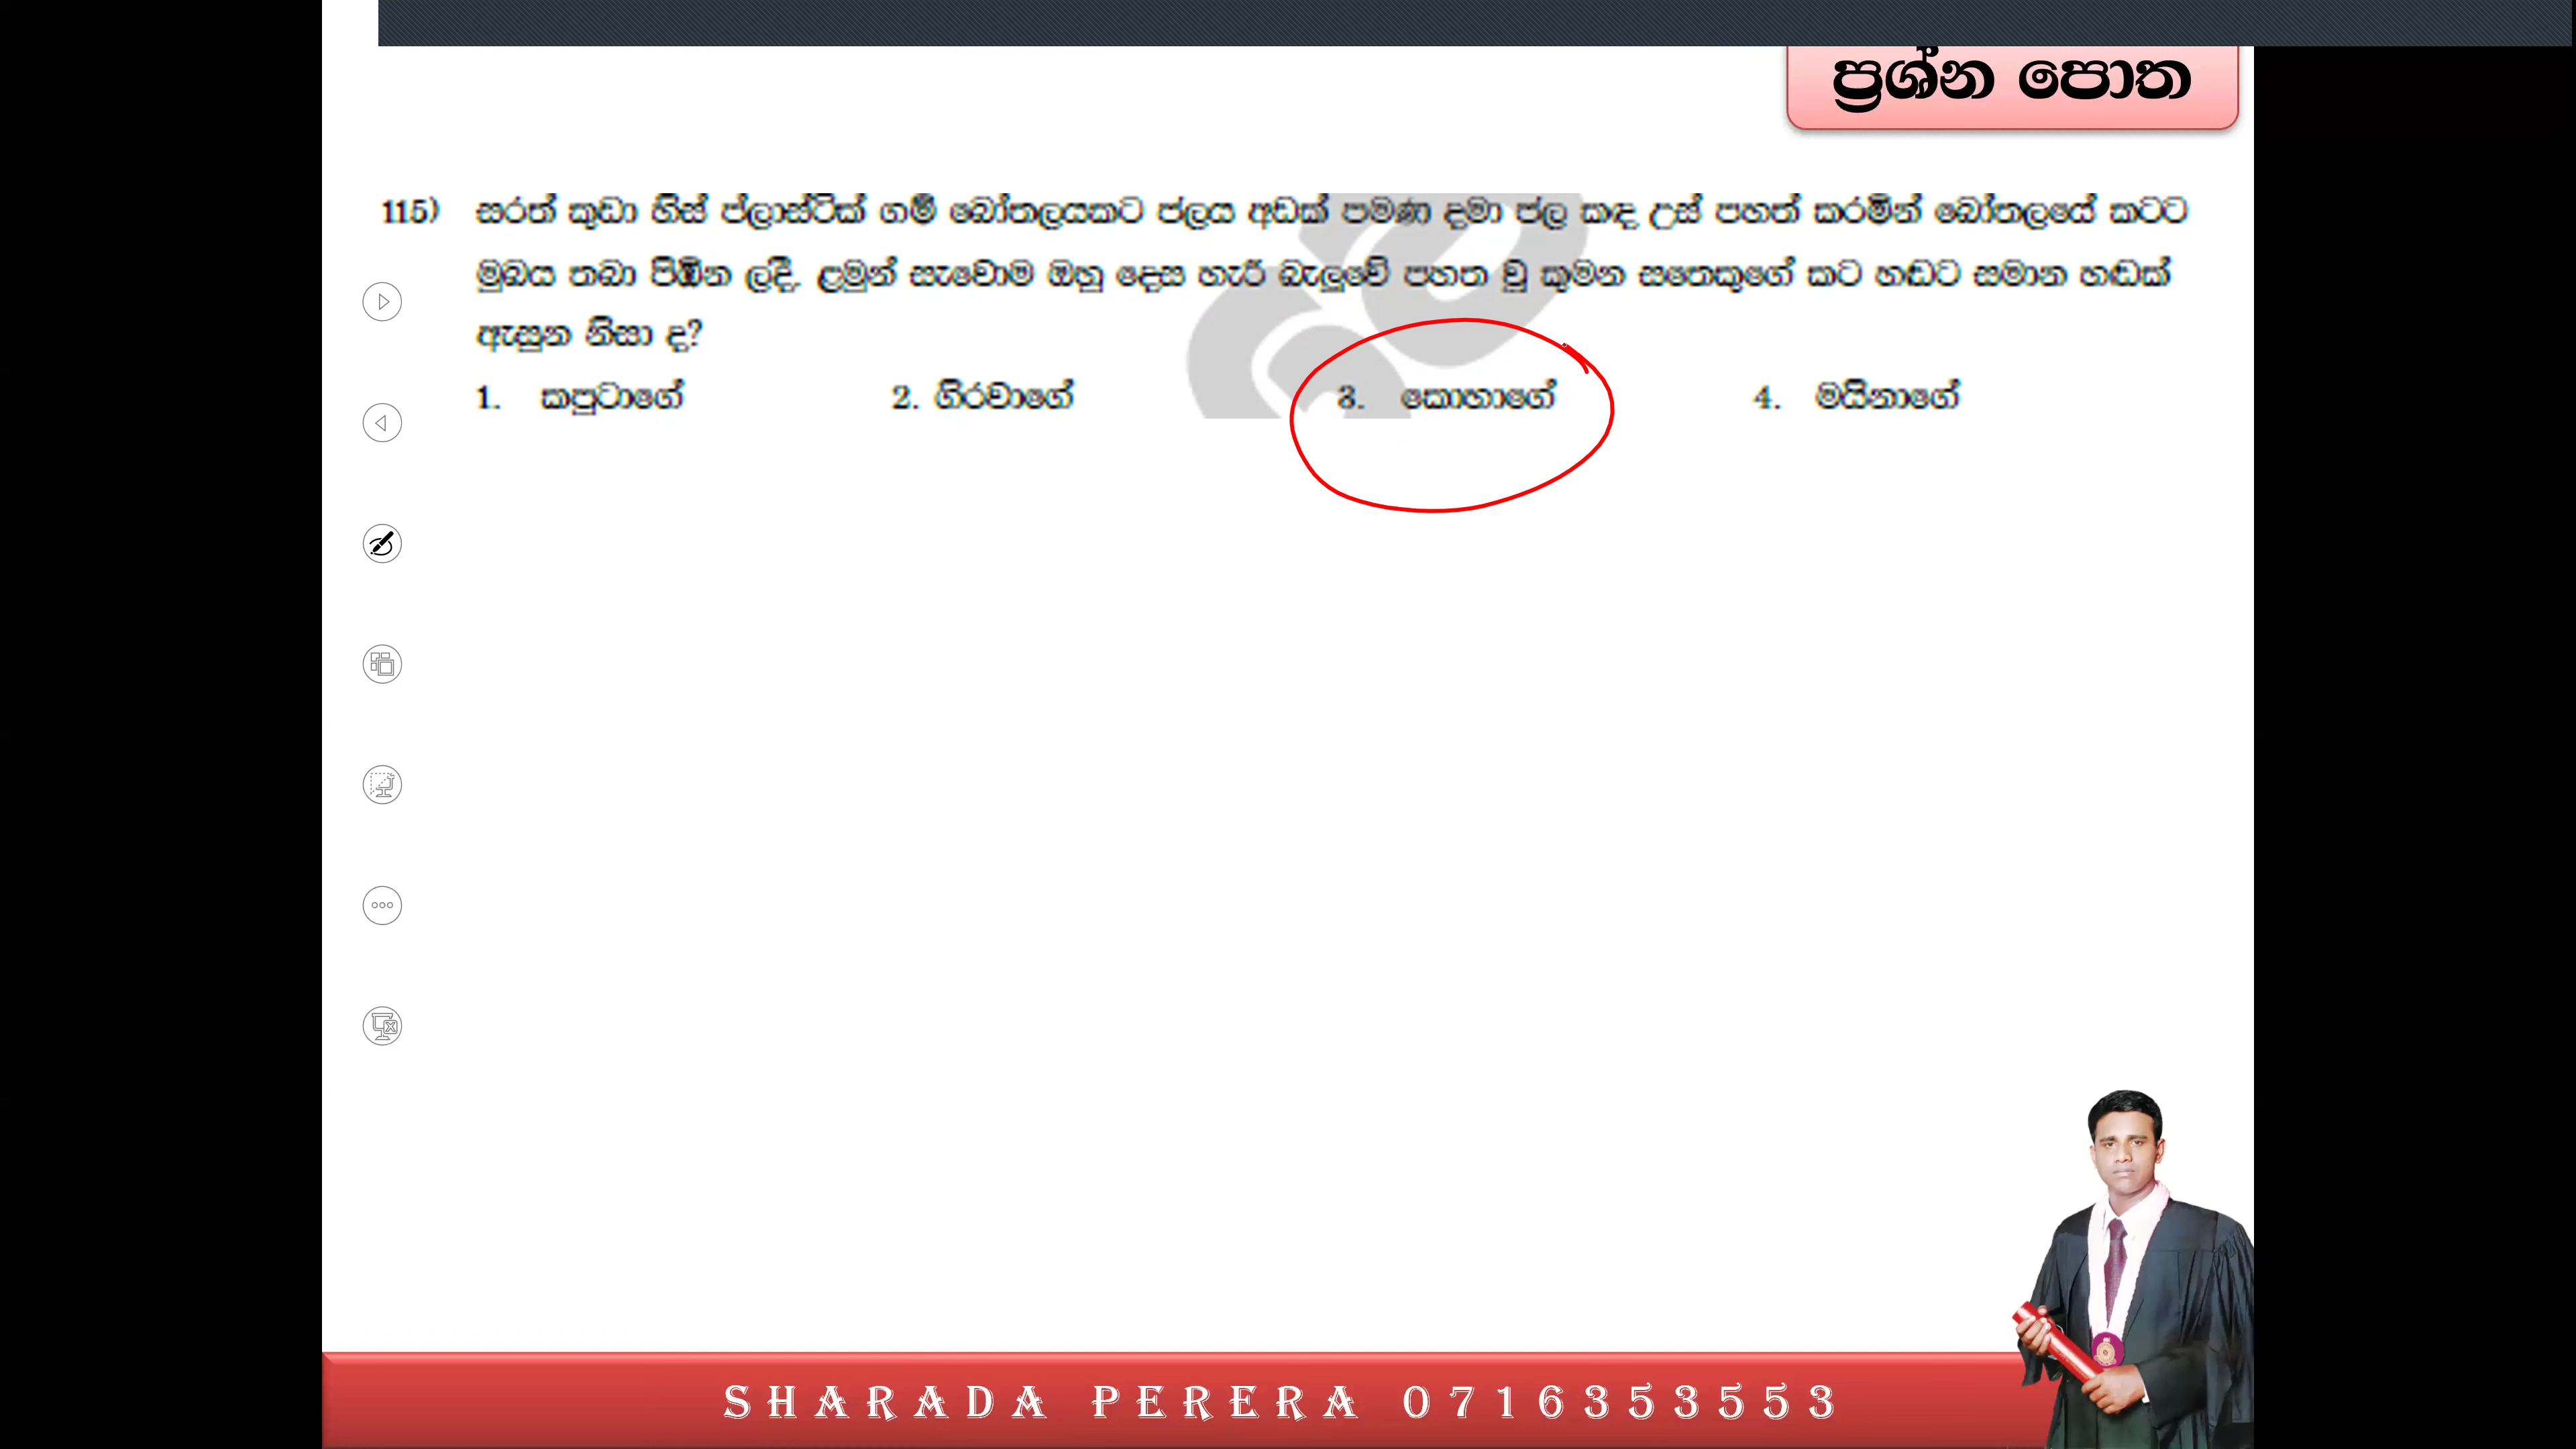 ප්‍රශ්න පොත
115) සරත් කුඩා හිස් ප්ලාස්ටික් ගම් බෝතලයකට ජලය අඩක් පමණ දමා ජල කඳ උස් පහත් කරමින් බෝතලයේ කටට
මුඛය තබා පිඹින ලදී. ළමුන් සැවොම ඔහු දෙස හැරී බැලුවේ පහත වූ කුමන සතෙකුගේ කට හඬට සමාන හඬක්
ඇසුන නිසා ද?
1. කපුටාගේ 2. ගිරවාගේ 3. කොහාගේ 4. මයිනාගේ
SHARADA PERERA 0716353553